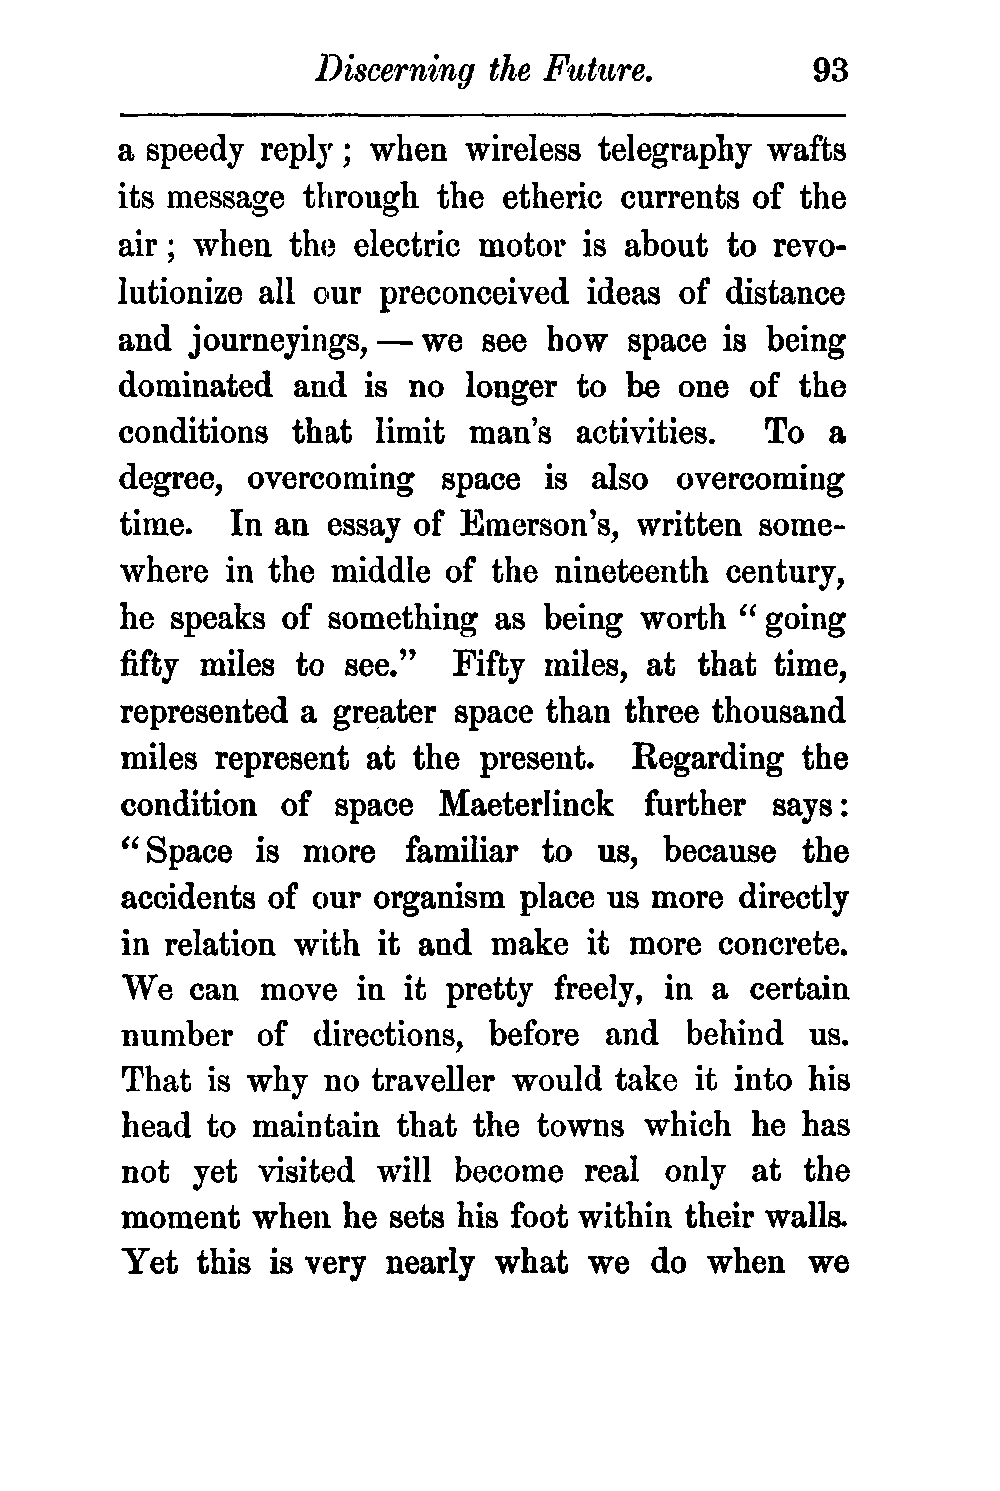 Discerning the Future. 93
a speedy reply ; when wireless telegraphy wafts
its message through the etheric currents of the
air ; when the electric motor is about to revo-
lutionize all our preconceived ideas of distance
and journeyings, — we see how space is being
dominated and is no longer to be one of the
conditions that limit man's activities. To a
degree, overcoming space is also overcoming
time. In an essay of Emerson's, written some-
where in the middle of the nineteenth century,
he speaks of something as being worth “ going
fifty miles to see.” Fifty miles, at that time,
represented a greater space than three thousand
miles represent at the present. Regarding the
condition of space Maeterlinck further says :
“ Space is more familiar to us, because the
accidents of our organism place us more directly
in relation with it and make it more concrete.
We can move in it pretty freely, in a certain
number of directions, before and behind us.
That is why no traveller would take it into his
head to maintain that the towns which he has
not yet visited will become real only at the
moment when he sets his foot within their walls.
Yet this is very nearly what we do when we